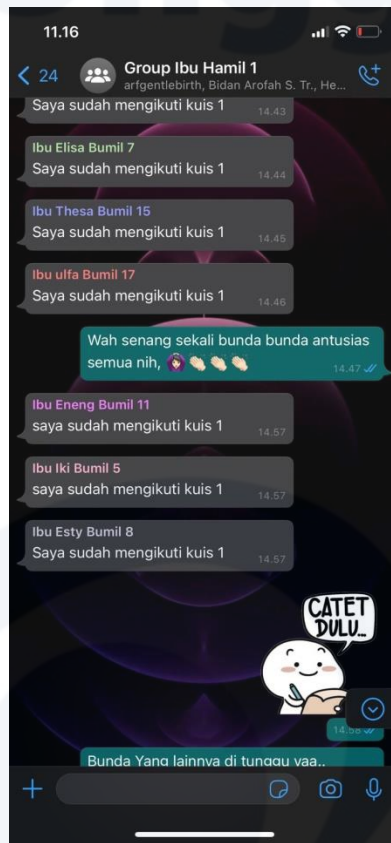 11.16
24
Group Ibu Hamil 1
arfgentlebirth, Bidan Arofah S. Tr., He...
Saya sudah mengikuti kuis 1
14.43
Ibu Elisa Bumil 7
Saya sudah mengikuti kuis 1
14.44
Ibu Thesa Bumil 15
Saya sudah mengikuti kuis 1
14.45
Ibu ulfa Bumil 17
Saya sudah mengikuti kuis 1
14.46
Wah senang sekali bunda bunda antusias
semua nih, 🙆🏻‍♀️👏🏻👏🏻👏🏻
14.47
Ibu Eneng Bumil 11
saya sudah mengikuti kuis 1
14.57
Ibu Iki Bumil 5
saya sudah mengikuti kuis 1
14.57
Ibu Esty Bumil 8
Saya sudah mengikuti kuis 1
14.57
CATET
DULU...
14.58
Bunda Yang lainnya di tunggu yaa..